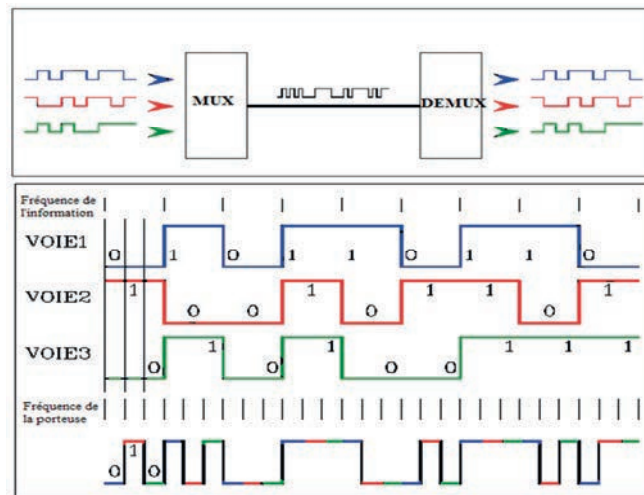 MUX
DEMUX
Fréquence de
l'information
VOIE1
0 1 0 1 1 0 1 1 0
VOIE2
1 0 0 1 0 1 1 0 1
VOIE3
0 1 0 1 0 0 1 1 1
Fréquence de
la porteuse
0 1 0